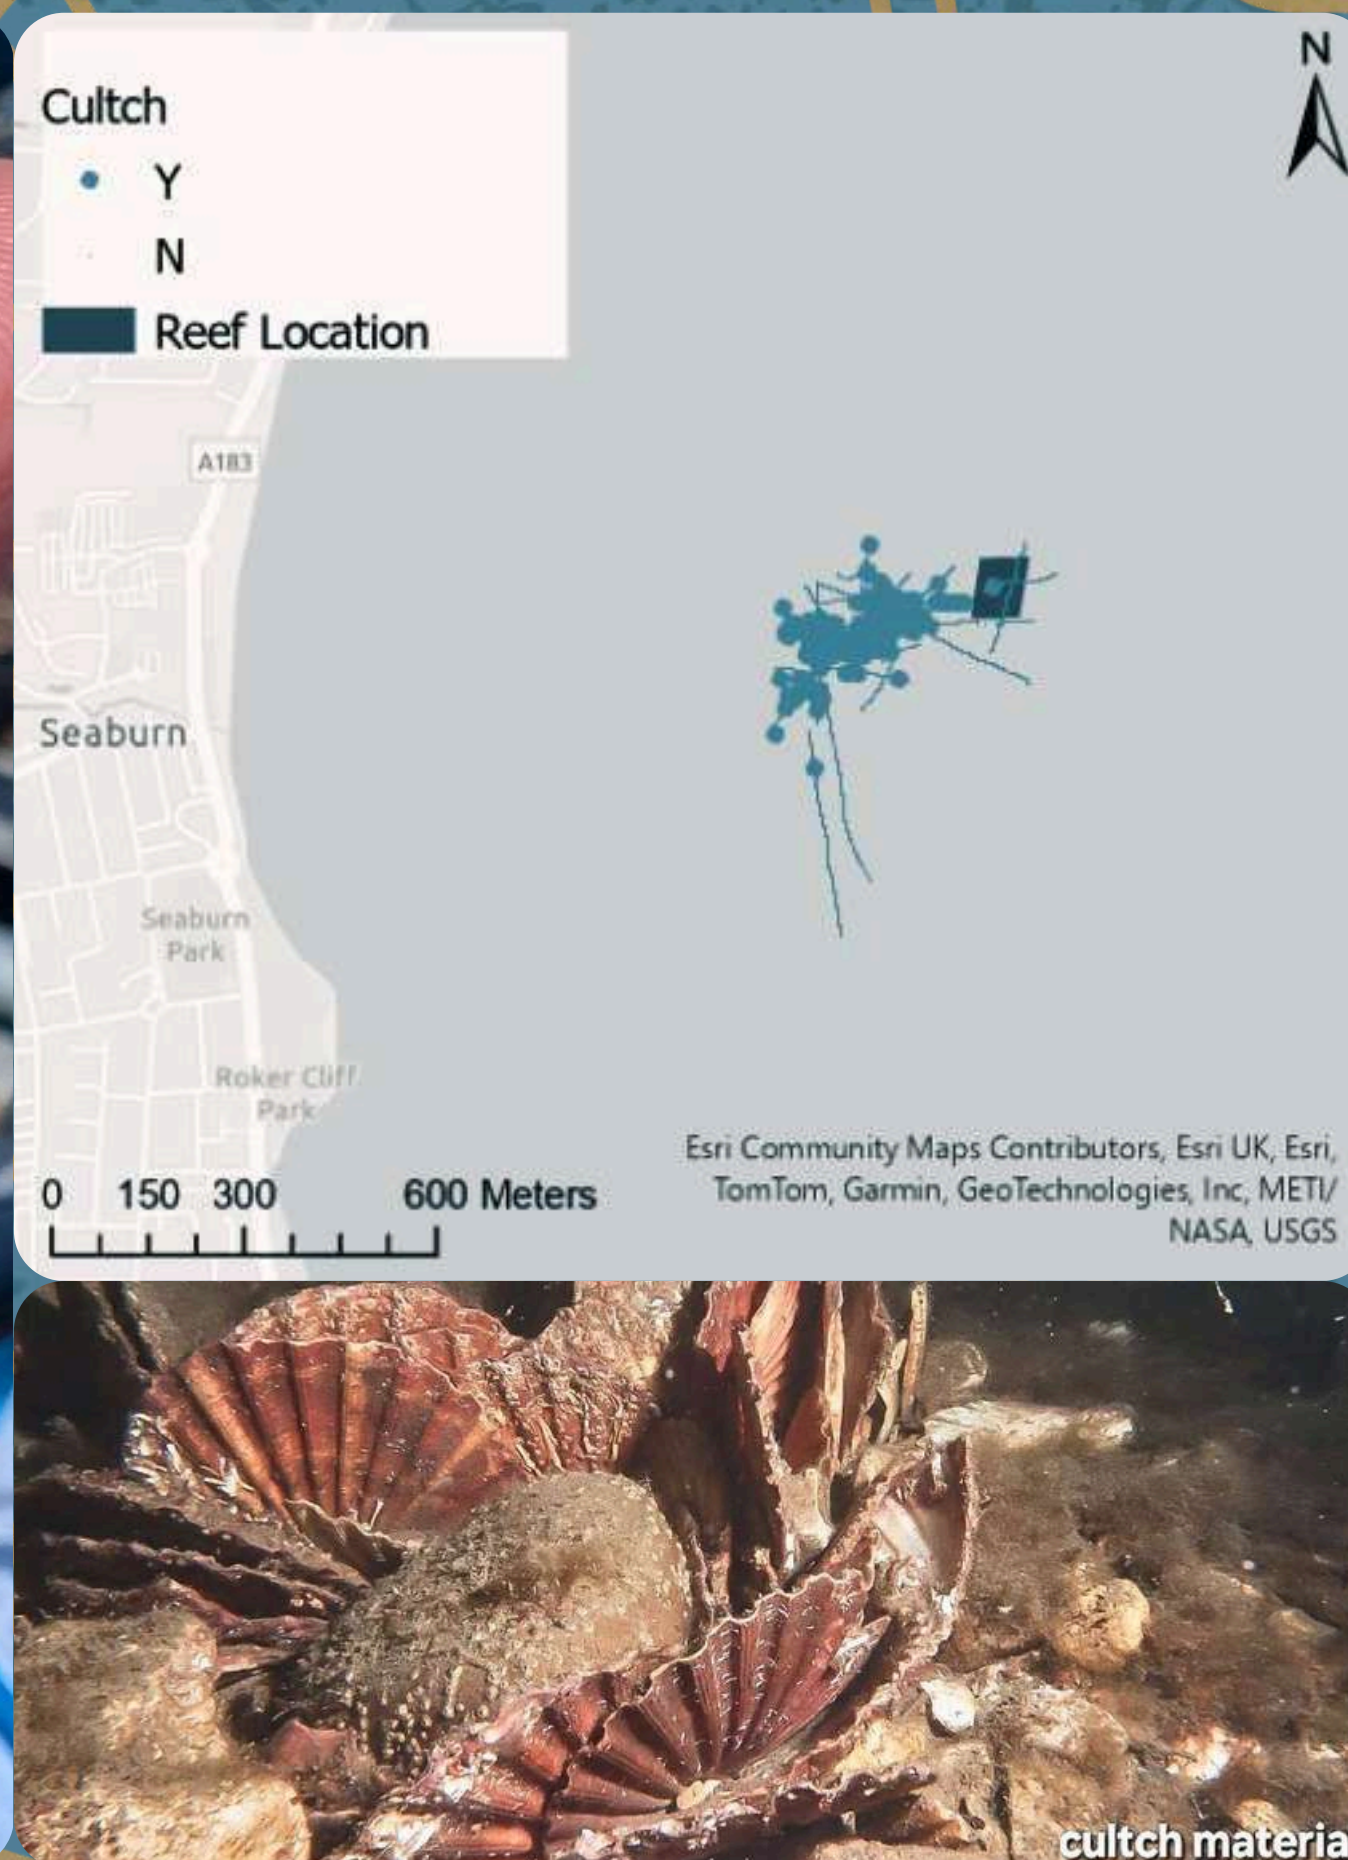 N
Cultch
Y
N
Reef Location
A183
Seaburn
Seaburn
Park
Roker Cliff
Park
Esri Community Maps Contributors, Esri UK, Esri,
TomTom, Garmin, GeoTechnologies, Inc, METI/
NASA, USGS
0 150 300 600 Meters
cultch materia